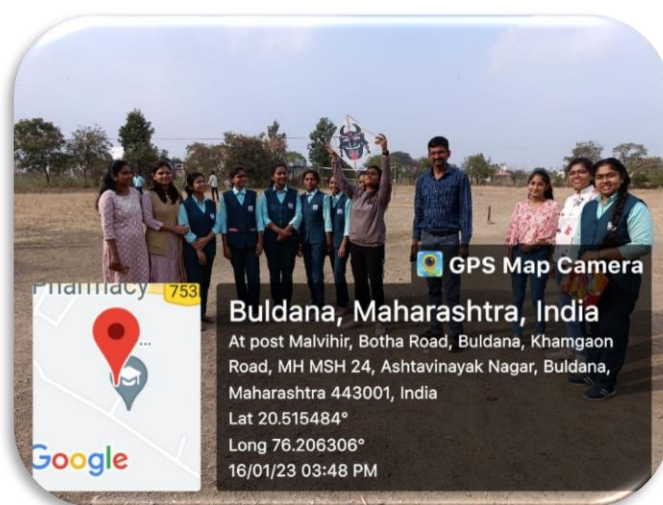 GPS Map Camera
Pharmacy
753
...
Google
Buldana, Maharashtra, India
At post Malvihir, Botha Road, Buldana, Khamgaon
Road, MH MSH 24, Ashtavinayak Nagar, Buldana,
Maharashtra 443001, India
Lat 20.515484°
Long 76.206306°
16/01/23 03:48 PM